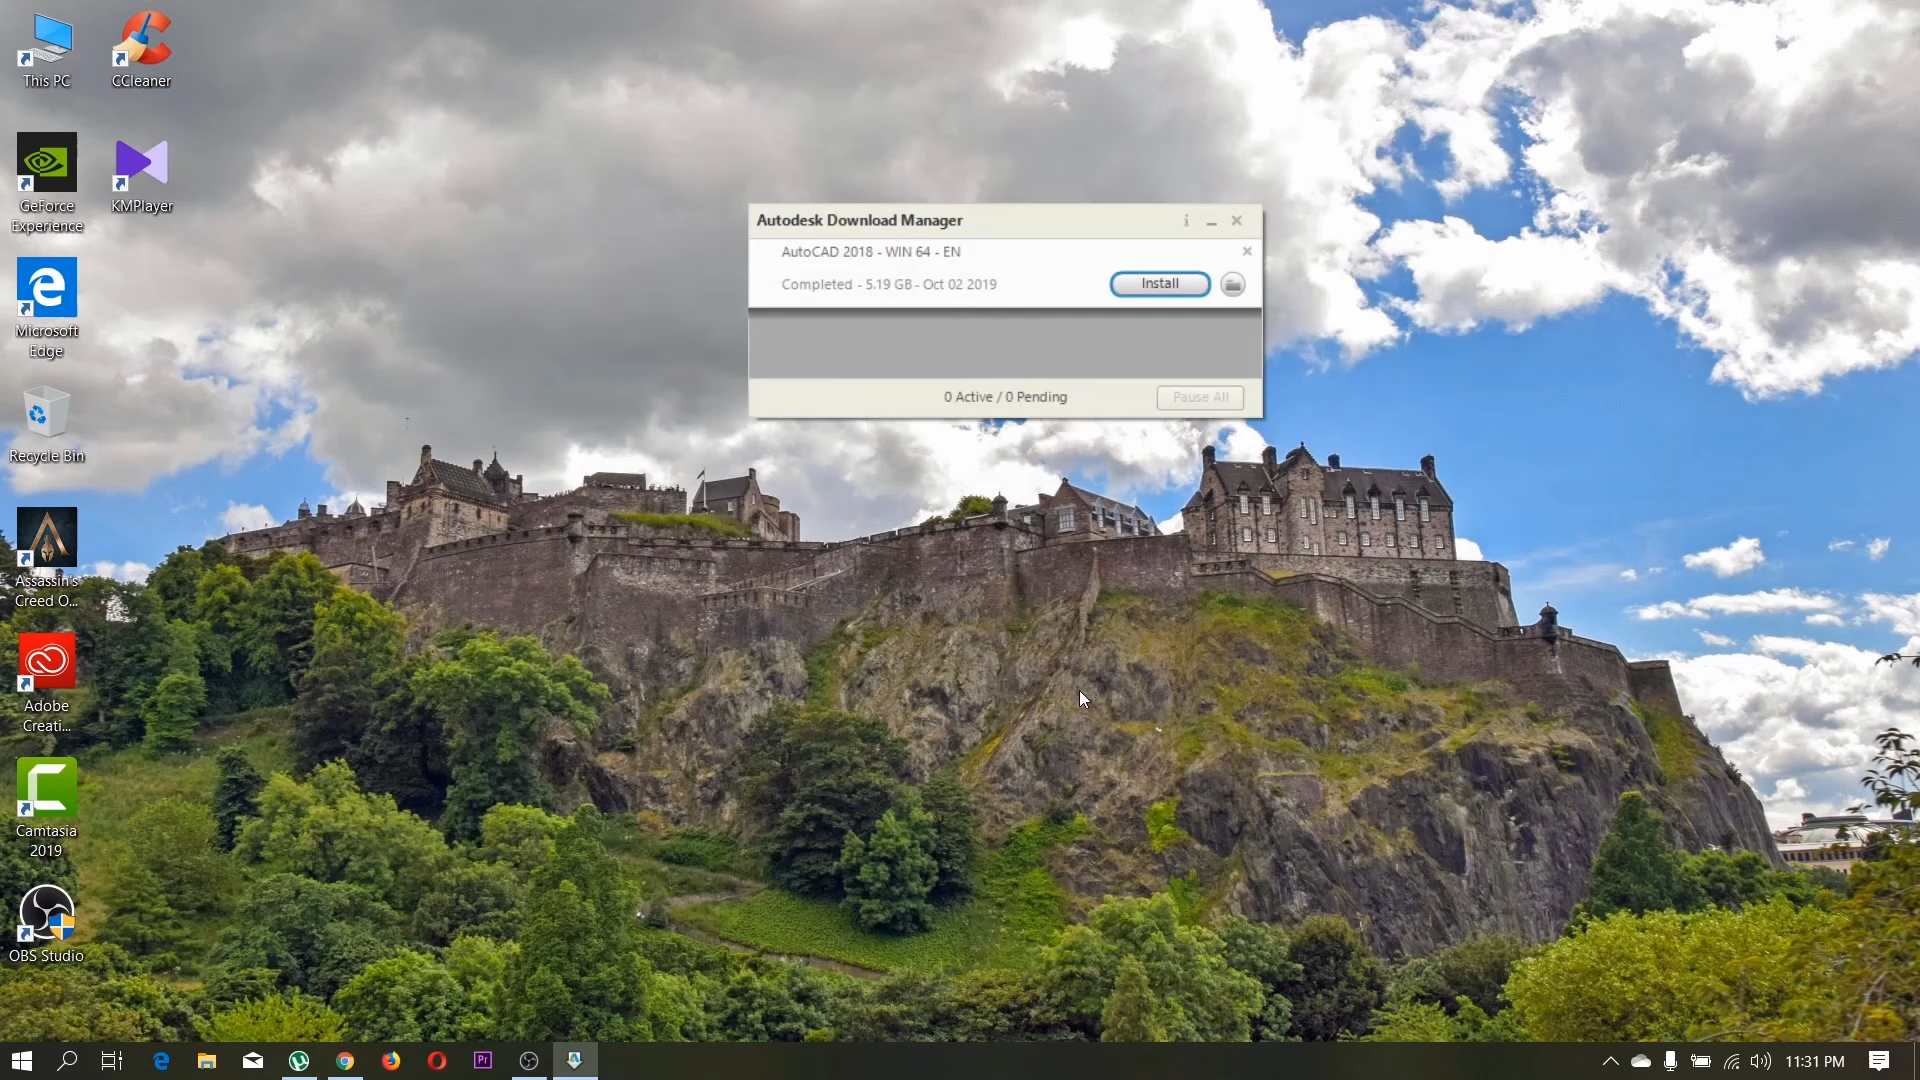 This PC
CCleaner
GeForce
Experience
KMPlayer
Microsoft
Edge
Recycle Bin
Assassin's
Creed O...
Adobe
Creati...
Camtasia
2019
OBS Studio
Autodesk Download Manager
AutoCAD 2018 - WIN 64 - EN
Completed - 5.19 GB - Oct 02 2019
Install
0 Active / 0 Pending
Pause All
Pr
11:31 PM